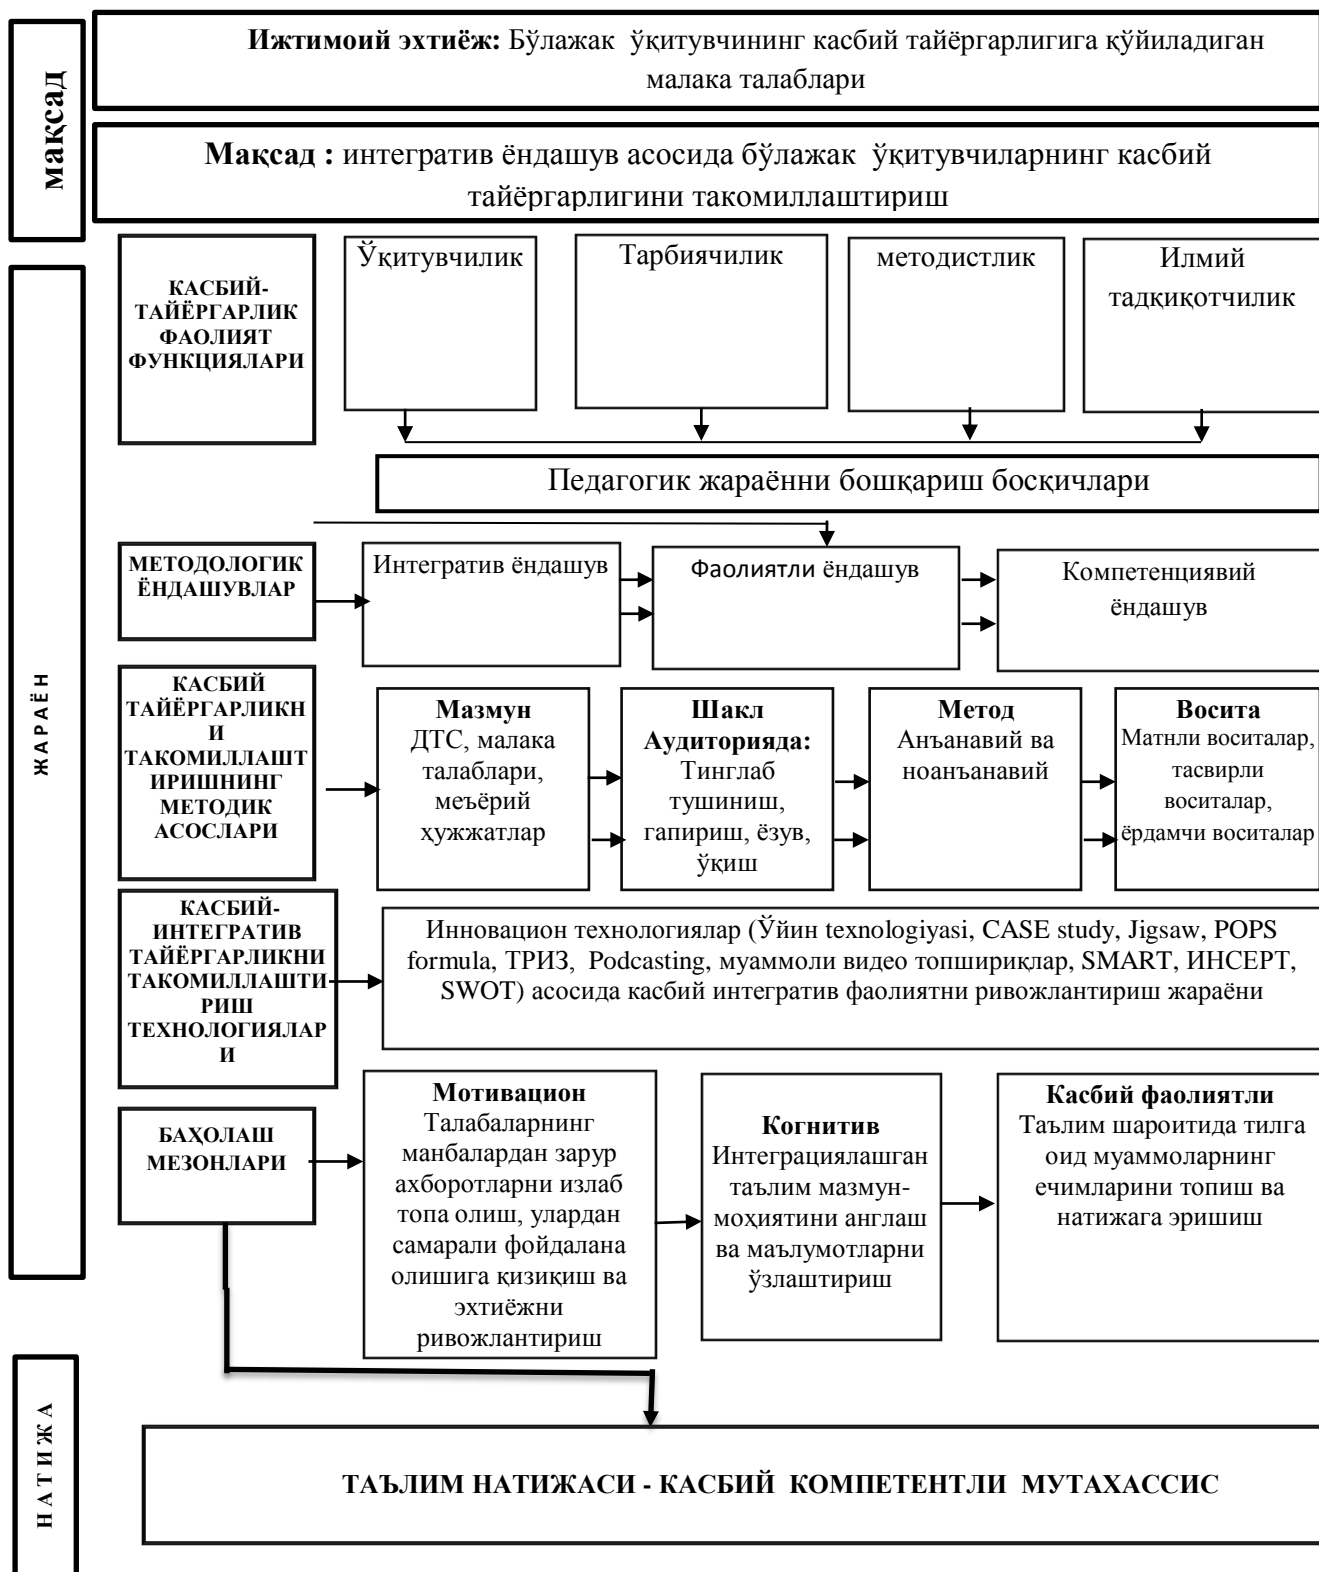 мақсад
Ижтимоий эҳтиёж: Бўлажак ўқитувчининг касбий тайёргарлигига қўйиладиган
малака талаблари
Мақсад : интегратив ёндашув асосида бўлажак ўқитувчиларнинг касбий
тайёргарлигини такомиллаштириш
ЖАРАЁН
КАСБИЙ-
ТАЙЁРГАРЛИК
ФАОЛИЯТ
ФУНКЦИЯЛАРИ
Ўқитувчилик
Тарбиячилик
методистлик
Илмий
тадқиқотчилик
Педагогик жараённи бошқариш босқичлари
МЕТОДОЛОГИК
ЁНДАШУВЛАР
Интегратив ёндашув
Фаолиятли ёндашув
Компетенциявий
ёндашув
КАСБИЙ
ТАЙЁРГАРЛИКН
И
ТАКОМИЛЛАШТ
ИРИШНИНГ
МЕТОДИК
АСОСЛАРИ
Мазмун
ДТС, малака
талаблари,
меъёрий
ҳужжатлар
Шакл
Аудиторияда:
Тинглаб
тушиниш,
гапириш, ёзув,
ўқиш
Метод
Анъанавий ва
ноанъанавий
Восита
Матнли воситалар,
тасвирли
воситалар,
ёрдамчи воситалар
КАСБИЙ-
ИНТЕГРАТИВ
ТАЙЁРГАРЛИКНИ
ТАКОМИЛЛАШТИ
РИШ
ТЕХНОЛОГИЯЛАР
И
Инновацион технологиялар (Ўйин texnologiyasi, CASE study, Jigsaw, POPS
formula, ТРИЗ, Podcasting, муаммоли видео топшириқлар, SMART, ИНСЕРТ,
SWOT) асосида касбий интегратив фаолиятни ривожлантириш жараёни
БАҲОЛАШ
МЕЗОНЛАРИ
Мотивацион
Талабаларнинг
манбалардан зарур
ахборотларни излаб
топа олиш, улардан
самарали фойдалана
олишига қизиқиш ва
эҳтиёжни
ривожлантириш
Когнитив
Интеграциялашган
таълим мазмун-
моҳиятини англаш
ва маълумотларни
ўзлаштириш
Касбий фаолиятли
Таълим шароитида тилга
оид муаммоларнинг
ечимларини топиш ва
натижага эришиш
НАТИЖА
ТАЪЛИМ НАТИЖАСИ - КАСБИЙ КОМПЕТЕНТЛИ МУТАХАССИС